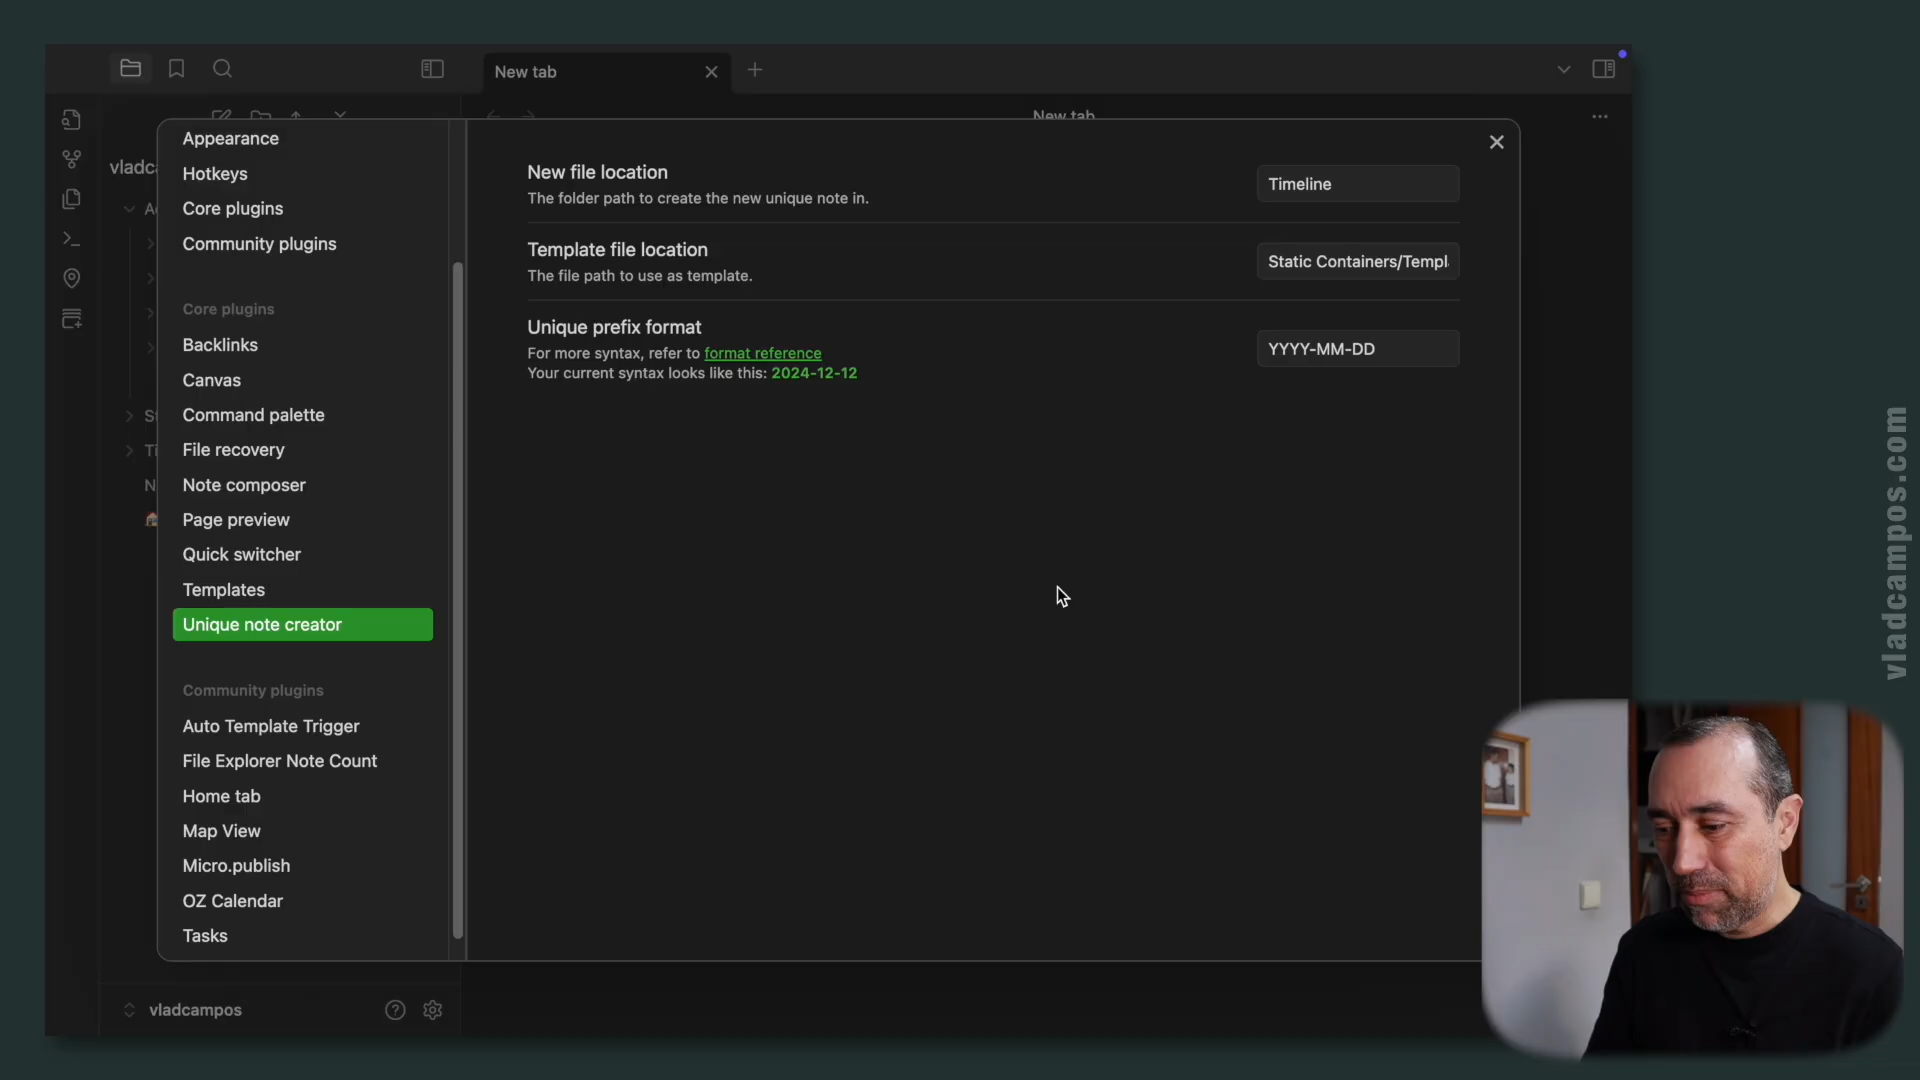 New tab
New tab
vladc
Ac
St
Ti
N
Appearance
Hotkeys
Core plugins
Community plugins
Core plugins
Backlinks
Canvas
Command palette
File recovery
Note composer
Page preview
Quick switcher
Templates
Unique note creator
Community plugins
Auto Template Trigger
File Explorer Note Count
Home tab
Map View
Micro.publish
OZ Calendar
Tasks
New file location
The folder path to create the new unique note in.
Timeline
Template file location
The file path to use as template.
Static Containers/Templ
Unique prefix format
For more syntax, refer to format reference
Your current syntax looks like this: 2024-12-12
YYYY-MM-DD
vladcampos
vladcampos.com